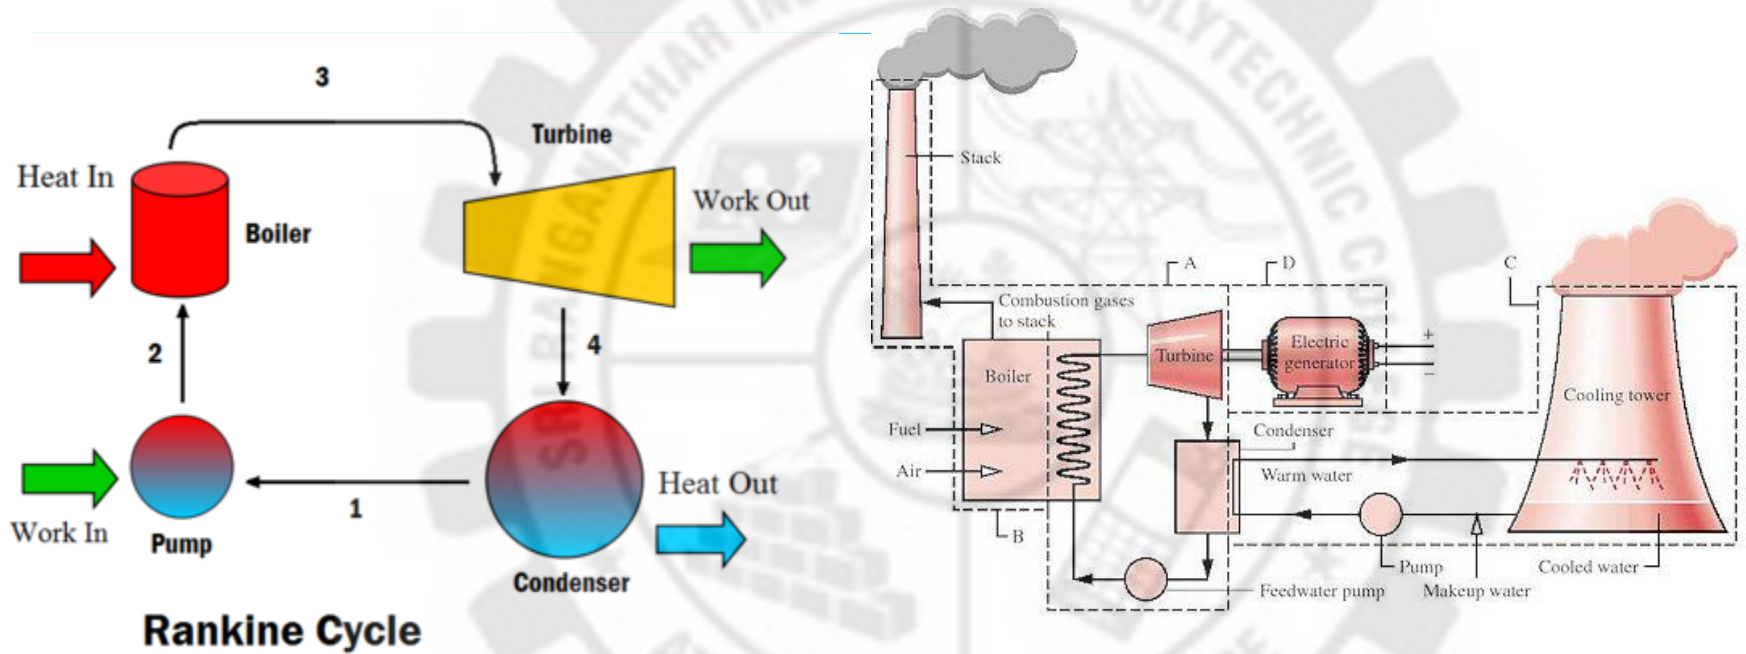 3
Turbine
Heat In
Boiler
Work Out
2
4
Work In
Pump
1
Heat Out
Condenser
Rankine Cycle
Stack
A
D
C
Combustion gases
to stack
Boiler
Turbine
Electric
generator
+
−
Cooling tower
Fuel
Air
Condenser
Warm water
B
Pump
Cooled water
Feedwater pump
Makeup water